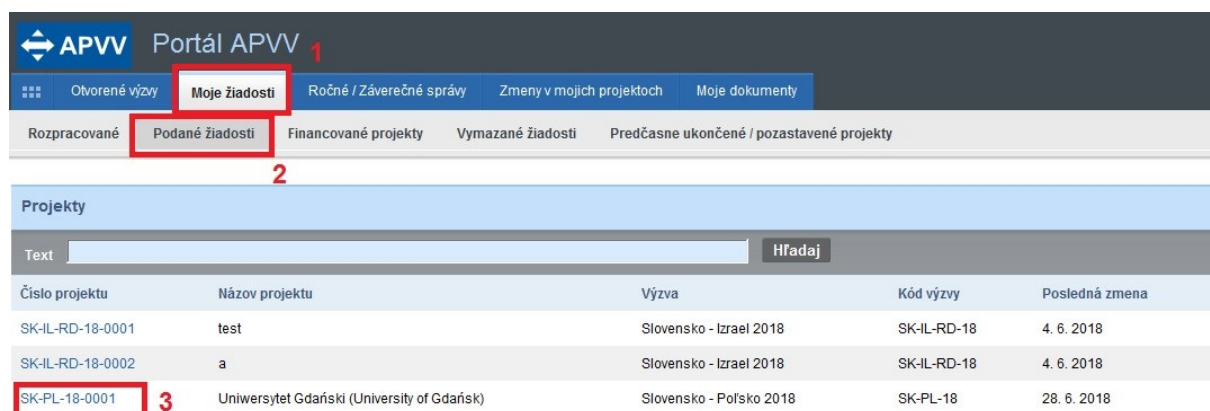 APVV Portál APVV 1
Otvorené výzvy Moje žiadosti Ročné / Záverečné správy Zmeny v mojich projektoch Moje dokumenty
Rozpracované Podané žiadosti Financované projekty Vymazané žiadosti Predčasne ukončené / pozastavené projekty
2
Projekty
Text Hľadaj
Číslo projektu Názov projektu Výzva Kód výzvy Posledná zmena
SK-IL-RD-18-0001 test Slovensko - Izrael 2018 SK-IL-RD-18 4. 6. 2018
SK-IL-RD-18-0002 a Slovensko - Izrael 2018 SK-IL-RD-18 4. 6. 2018
SK-PL-18-0001 3 Uniwersytet Gdański (University of Gdańsk) Slovensko - Poľsko 2018 SK-PL-18 28. 6. 2018